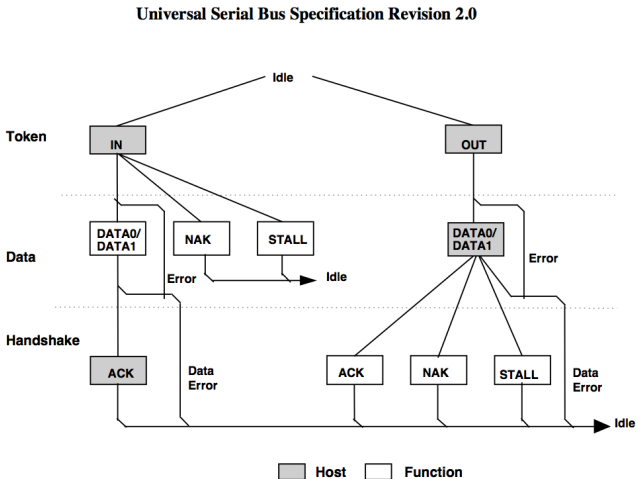 Universal Serial Bus Specification Revision 2.0
Idle
Token
IN
OUT
DATA0/
DATA1
NAK
STALL
DATA0/
DATA1
Data
Error
Idle
Error
Handshake
ACK
Data
Error
ACK
NAK
STALL
Data
Error
Idle
Host
Function